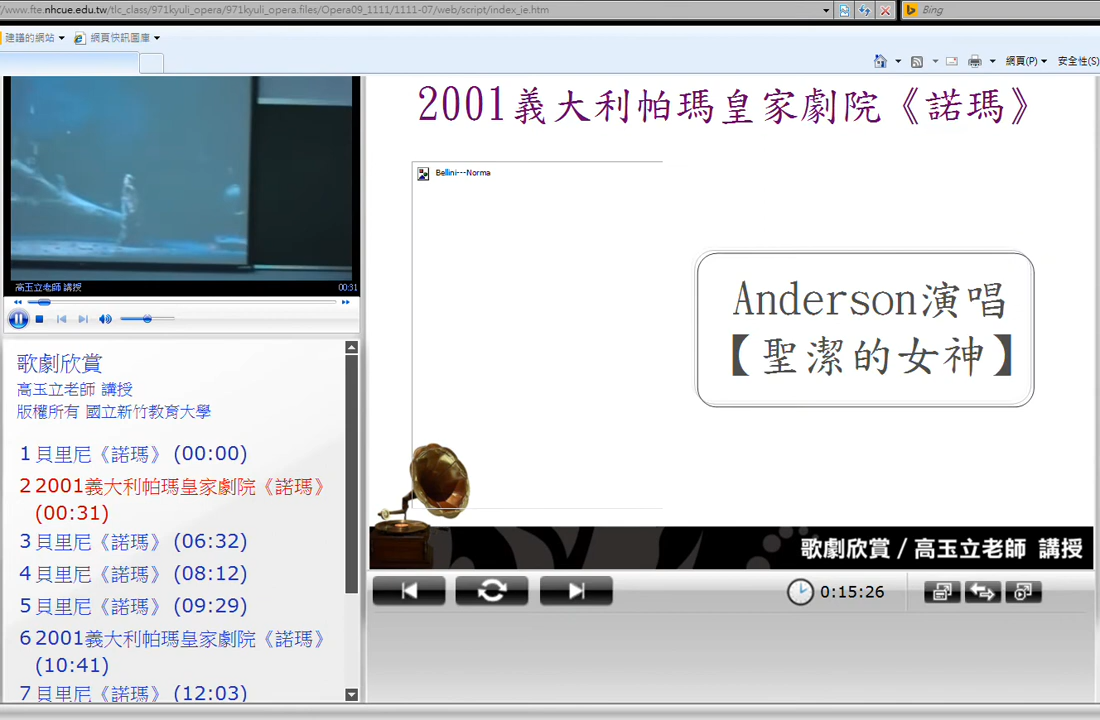 /www.fte.nhcue.edu.tw/tlc_class/971kyuli_opera/971kyuli_opera.files/Opera09_1111/1111-07/web/script/index_ie.htm
Bing
建議的網站
網頁快訊圖庫
網頁(P)
安全性(S)
2001義大利帕瑪皇家劇院《諾瑪》
Bellini---Norma
Anderson演唱
【聖潔的女神】
高玉立老師 講授
00:31
歌劇欣賞
高玉立老師 講授
版權所有 國立新竹教育大學
1 貝里尼《諾瑪》 (00:00)
2 2001義大利帕瑪皇家劇院《諾瑪》
(00:31)
3 貝里尼《諾瑪》 (06:32)
4 貝里尼《諾瑪》 (08:12)
5 貝里尼《諾瑪》 (09:29)
6 2001義大利帕瑪皇家劇院《諾瑪》
(10:41)
7 貝里尼《諾瑪》 (12:03)
歌劇欣賞 / 高玉立老師 講授
0:15:26